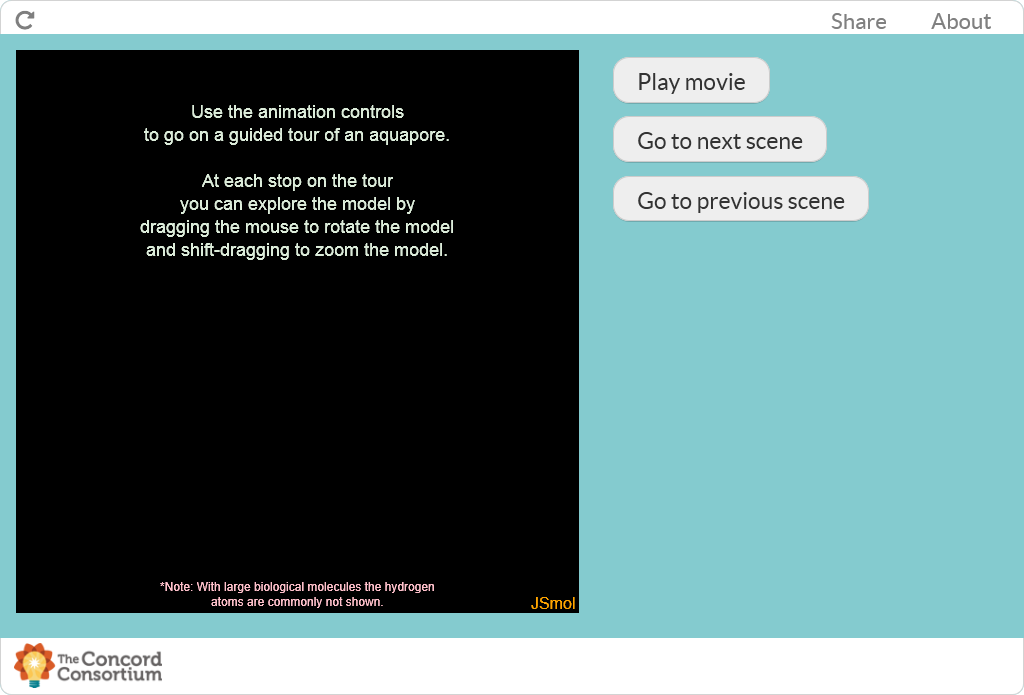 Share About
Use the animation controls
to go on a guided tour of an aquapore.
At each stop on the tour
you can explore the model by
dragging the mouse to rotate the model
and shift-dragging to zoom the model.
*Note: With large biological molecules the hydrogen
atoms are commonly not shown.
JSmol
Play movie
Go to next scene
Go to previous scene
The Concord
Consortium